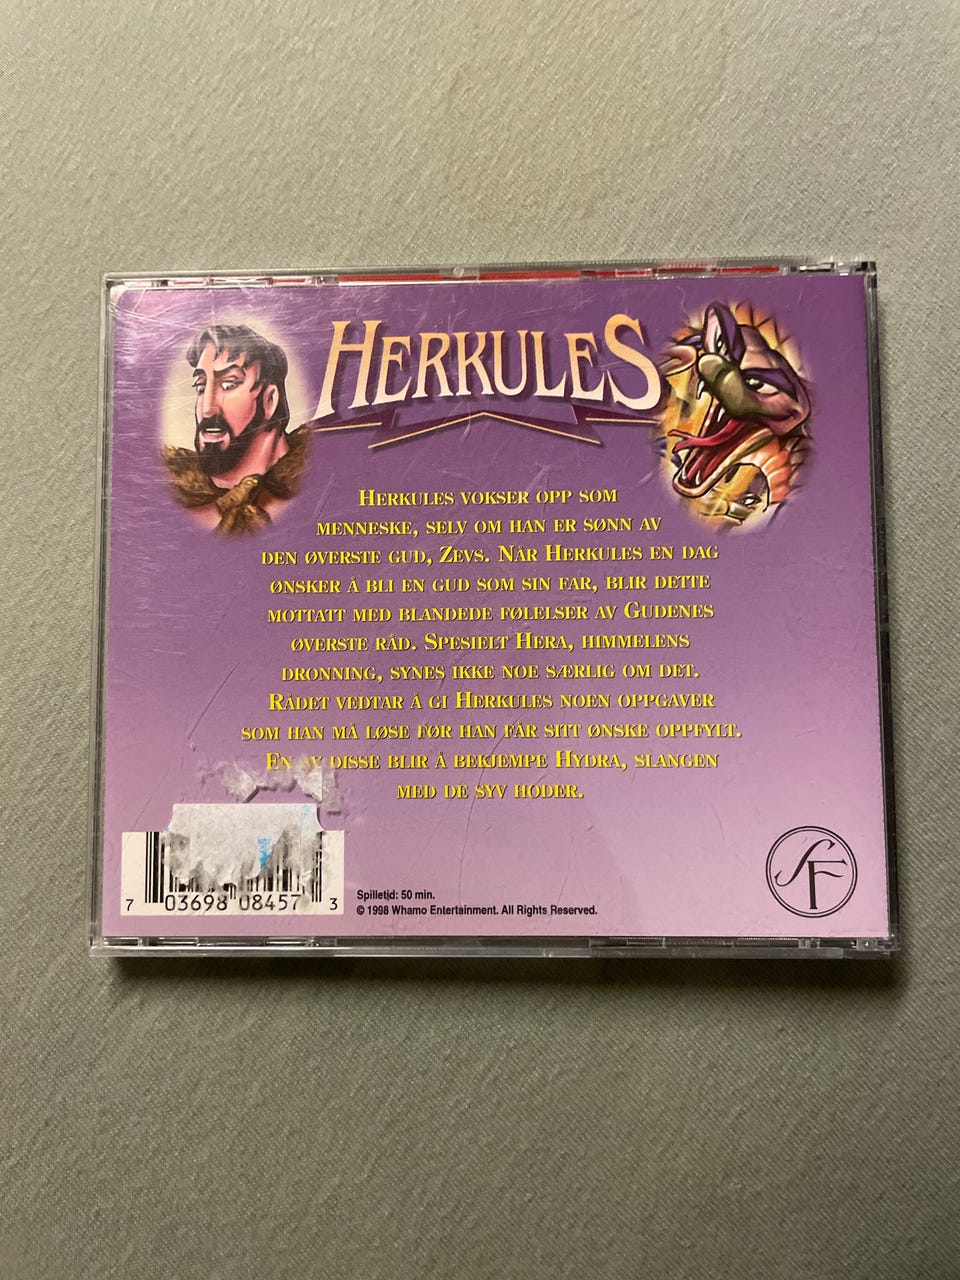 HERKULES
HERKULES VOKSER OPP SOM
MENNESKE, SELV OM HAN ER SØNN AV
DEN ØVERSTE GUD, ZEVS. NÅR HERKULES EN DAG
ØNSKER Å BLI EN GUD SOM SIN FAR, BLIR DETTE
MOTTATT MED BLANDEDE FØLELSER AV GUDENES
ØVERSTE RÅD. SPESIELT HERA, HIMMELENS
DRONNING, SYNES IKKE NOE SÆRLIG OM DET.
RÅDET VEDTAR Å GI HERKULES NOEN OPPGAVER
SOM HAN MÅ LØSE FØR HAN FÅR SITT ØNSKE OPPFYLT.
EN AV DISSE BLIR Å BEKJEMPE HYDRA, SLANGEN
MED DE SYV HODER.
7 03698 08457 3
Spilletid: 50 min.
© 1998 Whamo Entertainment. All Rights Reserved.
SF